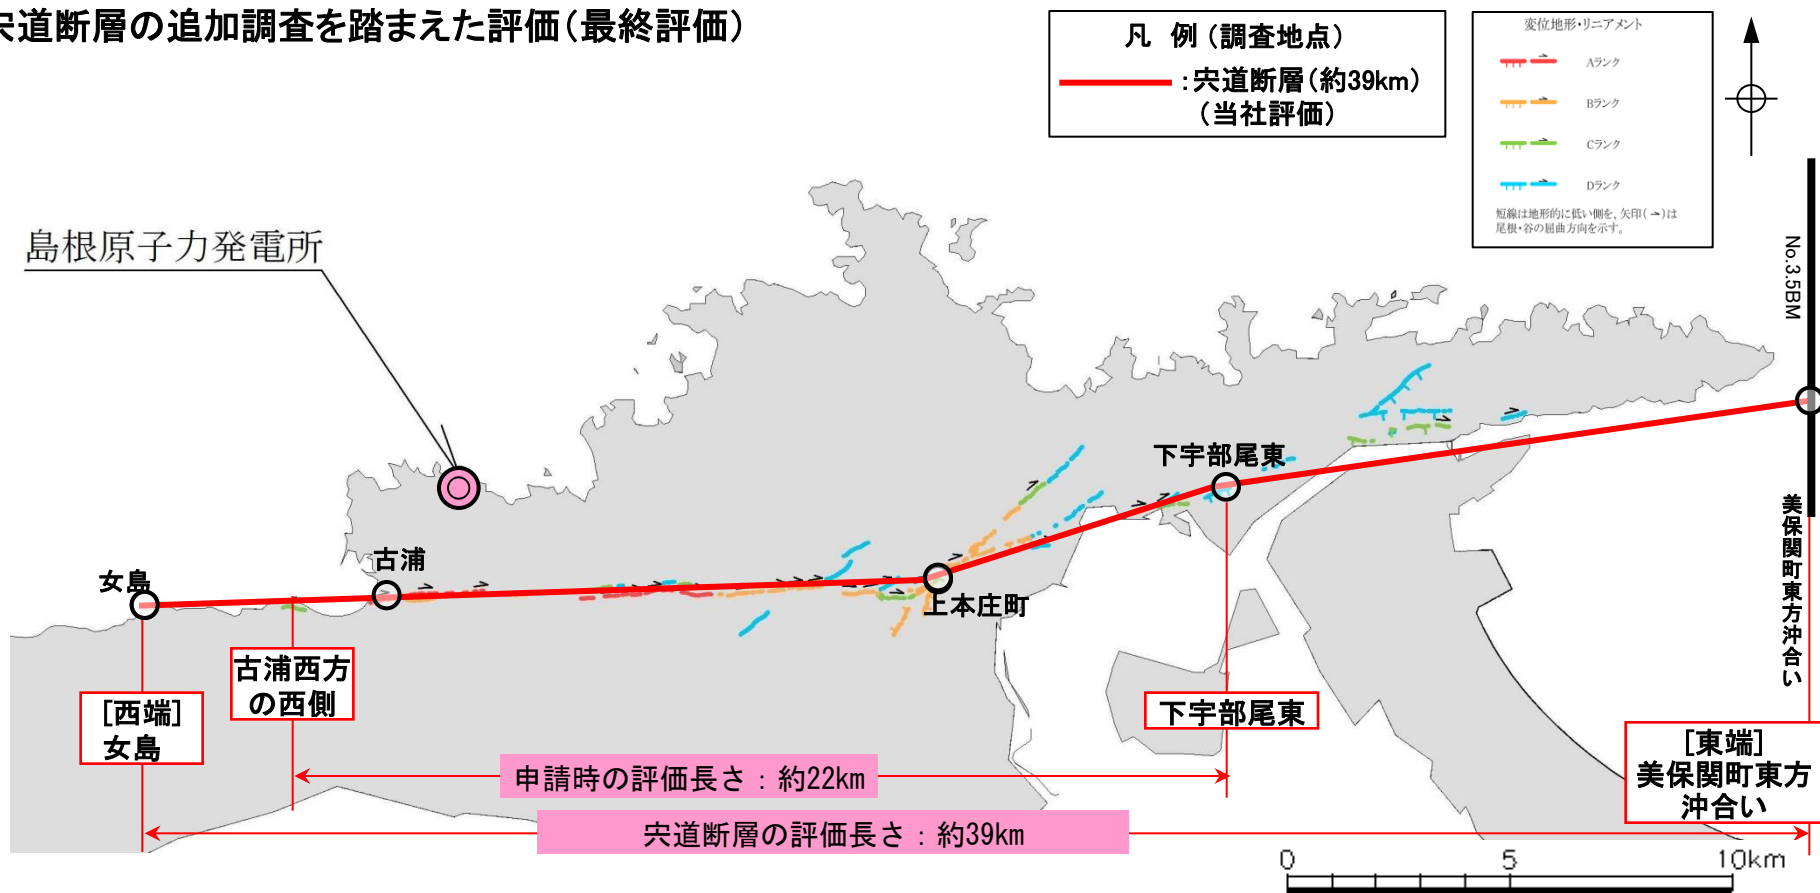 宍道断層の追加調査を踏まえた評価(最終評価)
凡 例 (調査地点)
:宍道断層(約39km)
(当社評価)
変位地形・リニアメント
Aランク
Bランク
Cランク
Dランク
短線は地形的に低い側を、矢印(→)は
尾根・谷の屈曲方向を示す。
島根原子力発電所
No.3.5BM
下宇部尾東
古浦
女島
上本庄町
美保関町東方沖合い
古浦西方
の西側
[西端]
女島
下宇部尾東
[東端]
美保関町東方
沖合い
申請時の評価長さ:約22km
宍道断層の評価長さ:約39km
0 5 10km